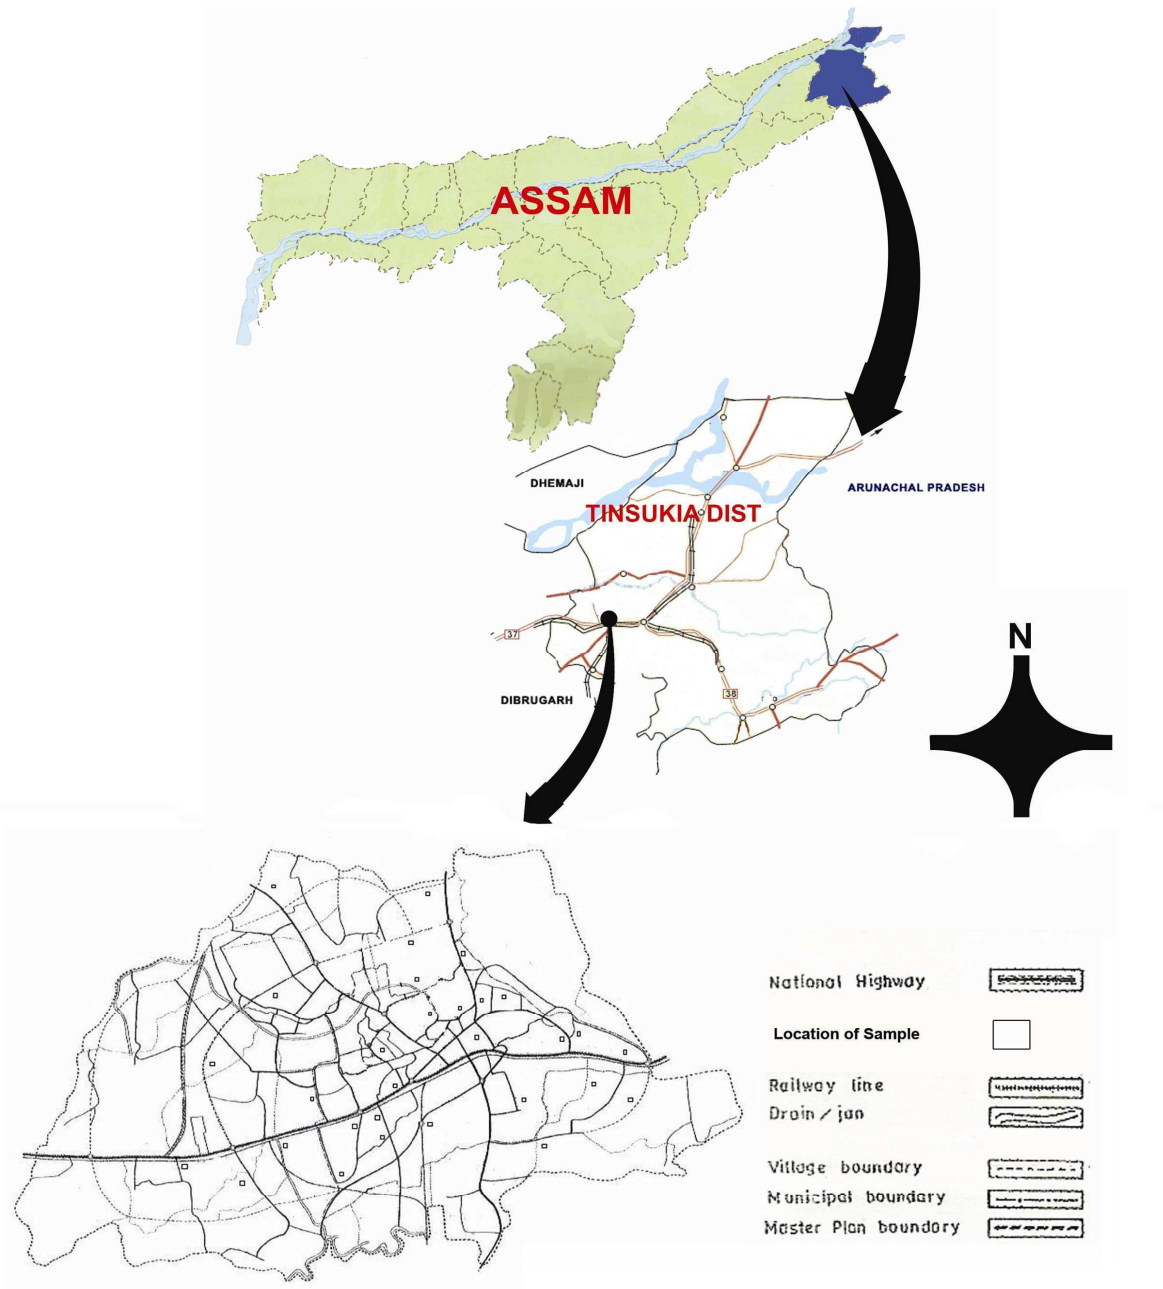 ASSAM
DHEMAJI
ARUNACHAL PRADESH
TINSUKIA DIST
37
N
38
DIBRUGARH
National Highway
Location of Sample
Railway line
Drain / jan
Village boundary
Municipal boundary
Master Plan boundary